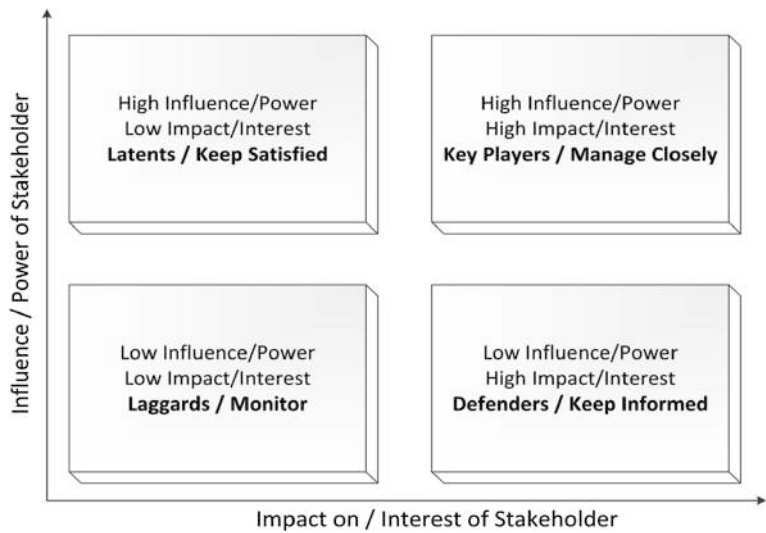 Influence / Power of Stakeholder
High Influence/Power
Low Impact/Interest
Latents / Keep Satisfied
High Influence/Power
High Impact/Interest
Key Players / Manage Closely
Low Influence/Power
Low Impact/Interest
Laggards / Monitor
Low Influence/Power
High Impact/Interest
Defenders / Keep Informed
Impact on / Interest of Stakeholder